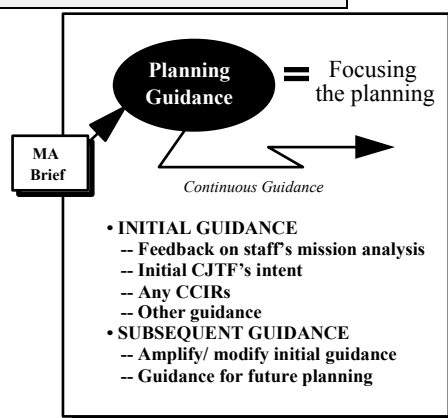 Planning
Guidance
= Focusing
the planning
MA
Brief
Continuous Guidance
• INITIAL GUIDANCE
-- Feedback on staff's mission analysis
-- Initial CJTF's intent
-- Any CCIRs
-- Other guidance
• SUBSEQUENT GUIDANCE
-- Amplify/ modify initial guidance
-- Guidance for future planning